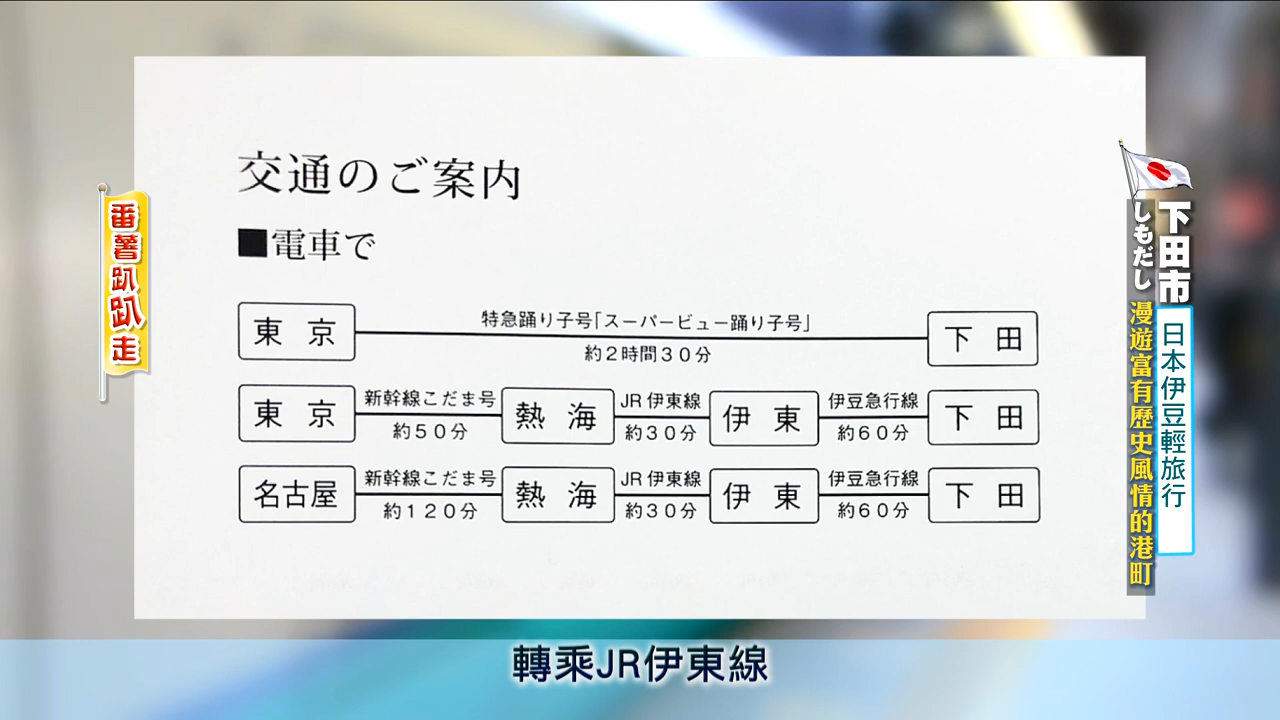 交通のご案内
■電車で
東京 特急踊り子号「スーパービュー踊り子号」 約2時間30分 下田
東京 新幹線こだま号 約50分 熱海 JR伊東線 約30分 伊東 伊豆急行線 約60分 下田
名古屋 新幹線こだま号 約120分 熱海 JR伊東線 約30分 伊東 伊豆急行線 約60分 下田
番薯趴趴走
下田市
しもだし
日本伊豆輕旅行
漫遊富有歷史風情的港町
轉乘JR伊東線